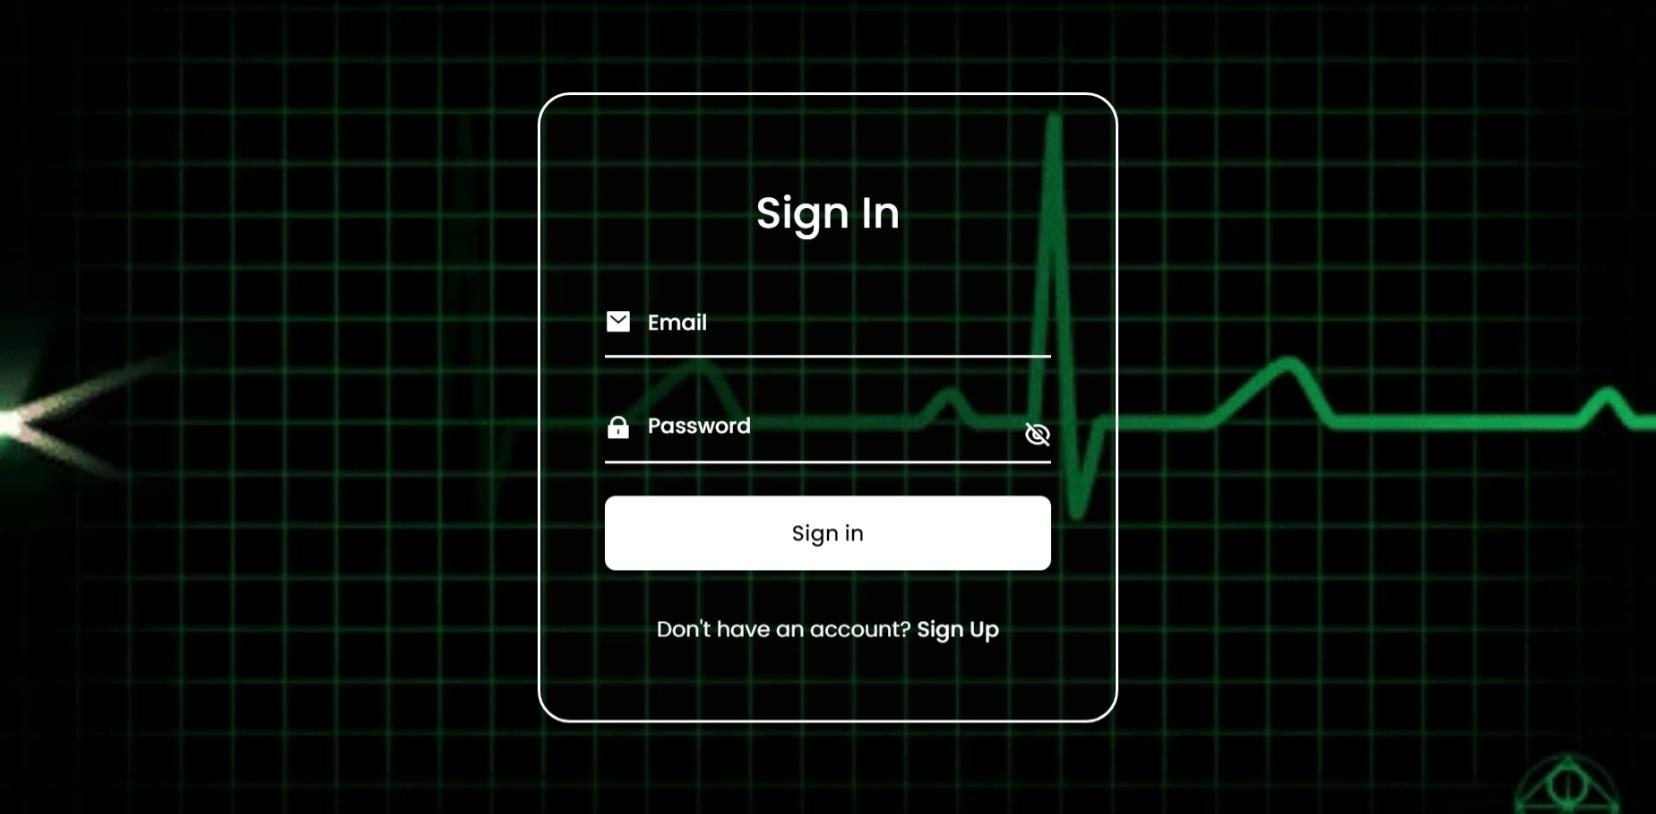 Sign In
Email
Password
Sign in
Don't have an account? Sign Up